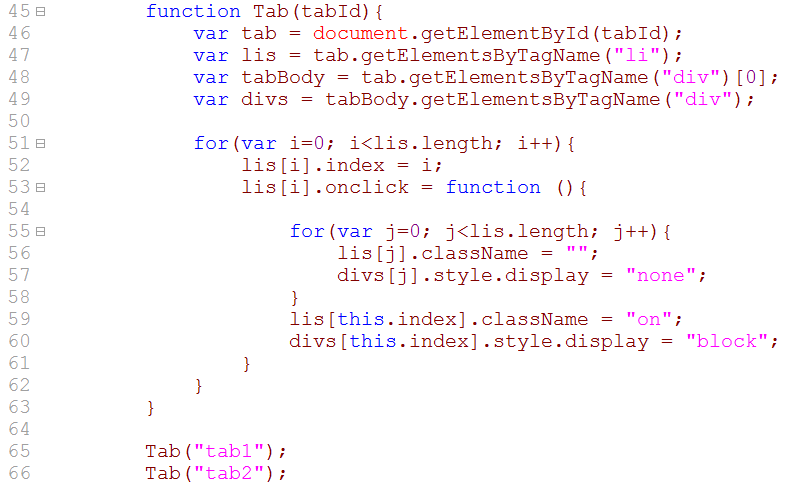 45 function Tab(tabId){
46 var tab = document.getElementById(tabId);
47 var lis = tab.getElementsByTagName("li");
48 var tabBody = tab.getElementsByTagName("div")[0];
49 var divs = tabBody.getElementsByTagName("div");
50
51 for(var i=0; i<lis.length; i++){
52 lis[i].index = i;
53 lis[i].onclick = function (){
54
55 for(var j=0; j<lis.length; j++){
56 lis[j].className = "";
57 divs[j].style.display = "none";
58 }
59 lis[this.index].className = "on";
60 divs[this.index].style.display = "block";
61 }
62 }
63 }
64
65 Tab("tab1");
66 Tab("tab2");